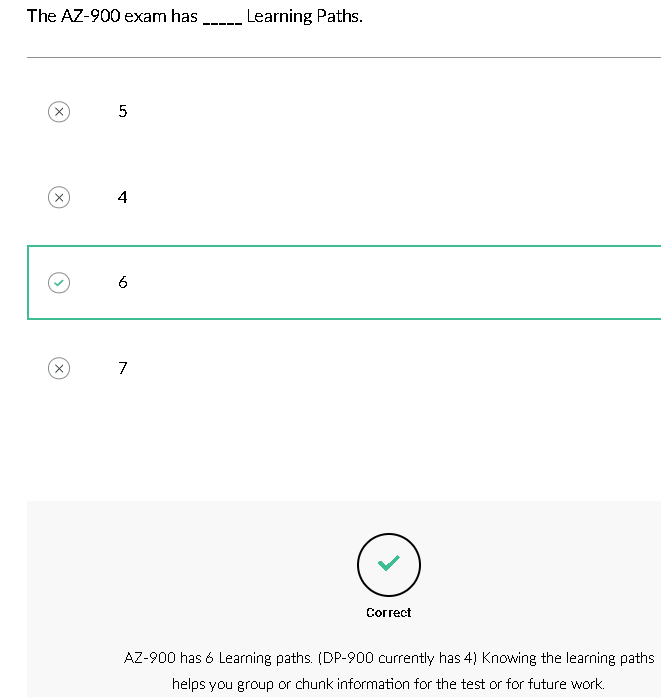 The AZ-900 exam has _____ Learning Paths.
5
4
6
7
Correct
AZ-900 has 6 Learning paths. (DP-900 currently has 4) Knowing the learning paths
helps you group or chunk information for the test or for future work.